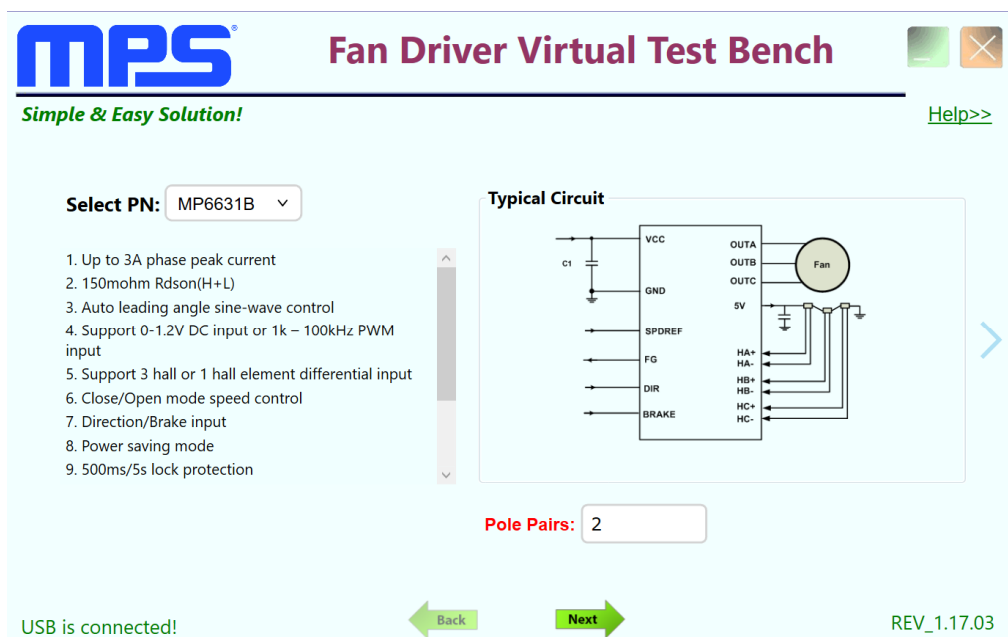 mps®
Fan Driver Virtual Test Bench
Simple & Easy Solution!
Help>>
Select PN: MP6631B
1. Up to 3A phase peak current
2. 150mohm Rdson(H+L)
3. Auto leading angle sine-wave control
4. Support 0-1.2V DC input or 1k – 100kHz PWM
input
5. Support 3 hall or 1 hall element differential input
6. Close/Open mode speed control
7. Direction/Brake input
8. Power saving mode
9. 500ms/5s lock protection
Typical Circuit
C1
VCC
GND
SPDREF
FG
DIR
BRAKE
OUTA
OUTB
OUTC
5V
HA+
HA-
HB+
HB-
HC+
HC-
Fan
Pole Pairs: 2
Back
Next
USB is connected!
REV_1.17.03